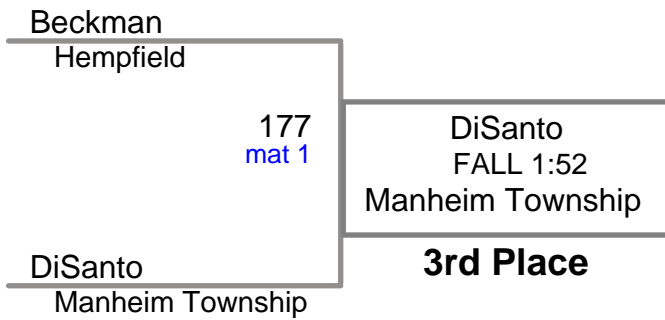 Beckman
Hempfield
177
mat 1
DiSanto
FALL 1:52
Manheim Township
3rd Place
DiSanto
Manheim Township